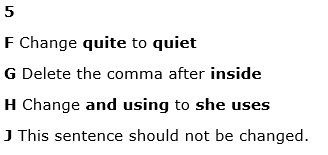 5
F Change quite to quiet
G Delete the comma after inside
H Change and using to she uses
J This sentence should not be changed.